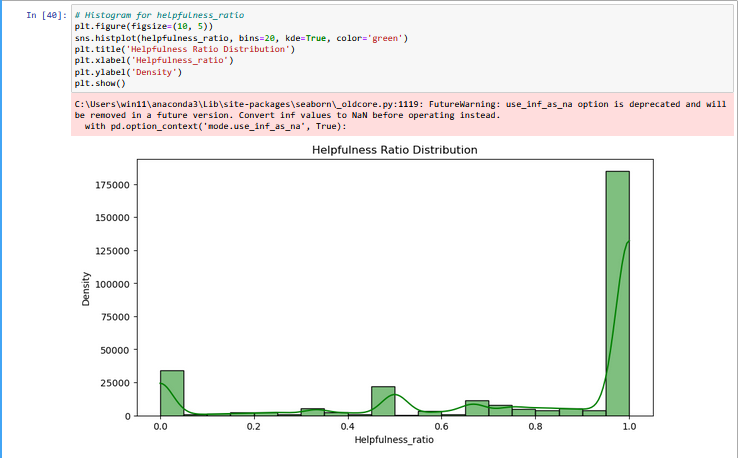 In [40]: # Histogram for helpfulness_ratio
plt.figure(figsize=(10, 5))
sns.histplot(helpfulness_ratio, bins=20, kde=True, color='green')
plt.title('Helpfulness Ratio Distribution')
plt.xlabel('Helpfulness_ratio')
plt.ylabel('Density')
plt.show()
C:\Users\win11\anaconda3\Lib\site-packages\seaborn\_oldcore.py:1119: FutureWarning: use_inf_as_na option is deprecated and will
be removed in a future version. Convert inf values to NaN before operating instead.
with pd.option_context('mode.use_inf_as_na', True):
Helpfulness Ratio Distribution
175000
150000
125000
100000
75000
50000
25000
0
Density
0.0 0.2 0.4 0.6 0.8 1.0
Helpfulness_ratio